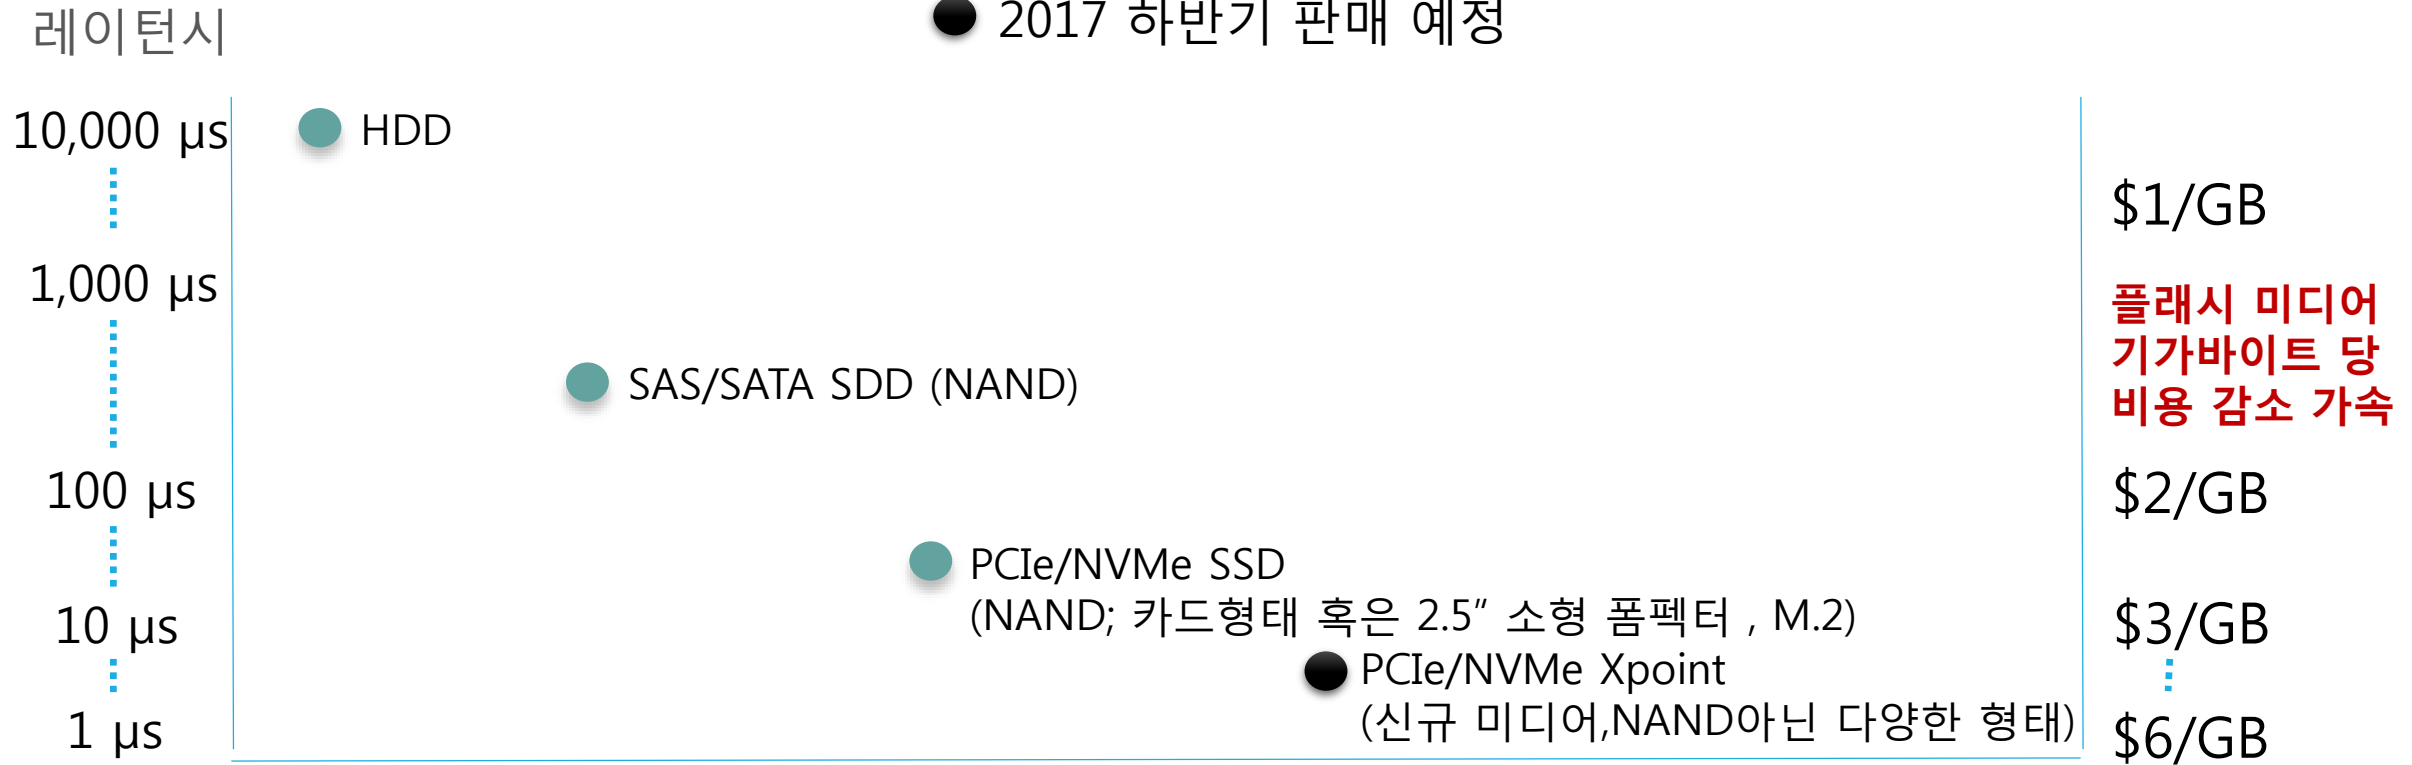 레이턴시
2017 하반기 판매 예정
10,000 μs
HDD
$1/GB
1,000 μs
플래시 미디어
기가바이트 당
비용 감소 가속
SAS/SATA SDD (NAND)
100 μs
$2/GB
PCIe/NVMe SSD
(NAND; 카드형태 혹은 2.5” 소형 폼펙터 , M.2)
10 μs
$3/GB
PCIe/NVMe Xpoint
(신규 미디어,NAND아닌 다양한 형태)
1 μs
$6/GB